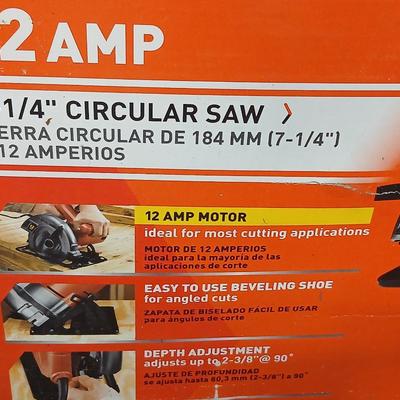 2 AMP
1/4" CIRCULAR SAW
ERRA CIRCULAR DE 184 MM (7-1/4")
12 AMPERIOS
12 AMP MOTOR
ideal for most cutting applications
MOTOR DE 12 AMPERIOS
ideal para la mayoría de las
aplicaciones de corte
EASY TO USE BEVELING SHOE
for angled cuts
ZAPATA DE BISELADO FÁCIL DE USAR
para ángulos de corte
DEPTH ADJUSTMENT
adjusts up to 2-3/8"@ 90°
AJUSTE DE PROFUNDIDAD
se ajusta hasta 60,3 mm (2-3/8") a 90°